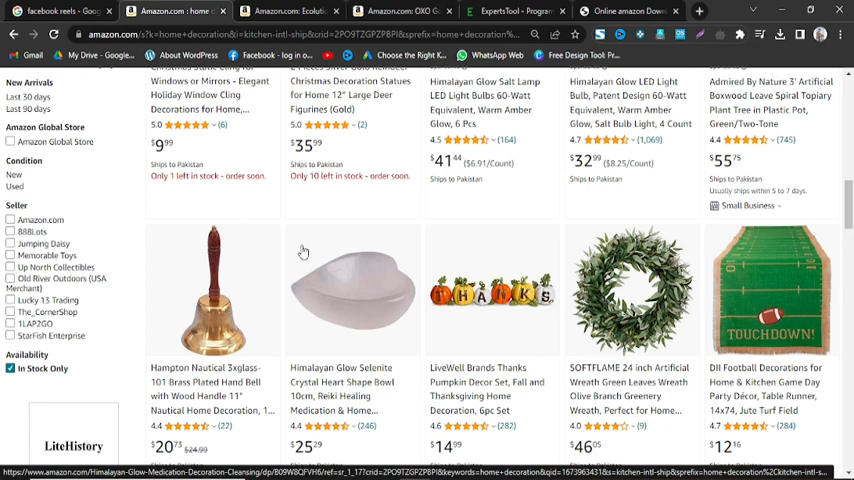 facebook reels - Goog
Amazon.com : home d
Amazon.com: Ecolutio
Amazon.com: OXO Go
ExpertsTool - Program
Online amazon Down
amazon.com/s?k=home+decoration&i=kitchen-intl-ship&crid=2PO9TZGPZPBPI&sprefix=home+decoration%2
Gmail
My Drive - Google...
About WordPress
Facebook - log in o...
Choose the Right K...
WhatsApp Web
Free Design Tool Pr...
New Arrivals
Last 30 days
Last 90 days
Amazon Global Store
Amazon Global Store
Condition
New
Used
Seller
Amazon.com
888Lots
Jumping Daisy
Memorable Toys
Up North Collectibles
Old River Outdoors (USA
Merchant)
Lucky 13 Trading
The_CornerShop
1LAP2GO
StarFish Enterprise
Availability
In Stock Only
LiteHistory
Windows or Mirrors - Elegant
Holiday Window Cling
Decorations for Home,...
5.0 (6)
$9.99
Ships to Pakistan
Only 1 left in stock - order soon.
Christmas Decoration Statues
for Home 12" Large Deer
Figurines (Gold)
5.0 (2)
$35.99
Ships to Pakistan
Only 10 left in stock - order soon.
Himalayan Glow Salt Lamp
LED Light Bulbs 60-Watt
Equivalent, Warm Amber
Glow, 6 Pcs
4.5 (164)
$41.44 ($6.91/Count)
Ships to Pakistan
Himalayan Glow LED Light
Bulb, Patent Design 60-Watt
Equivalent, Warm Amber
Glow, Salt Bulb Light, 4 Count
4.7 (1,069)
$32.99 ($8.25/Count)
Ships to Pakistan
Admired By Nature 3' Artificial
Boxwood Leave Spiral Topiary
Plant Tree in Plastic Pot,
Green/Two-Tone
4.4 (745)
$55.75
Ships to Pakistan
Usually ships within 5 to 7 days.
Small Business
THANKS
TOUCHDOWN!
Hampton Nautical 3xglass-
101 Brass Plated Hand Bell
with Wood Handle 11"
Nautical Home Decoration, 1...
4.4 (22)
$20.73 $24.99
Himalayan Glow Selenite
Crystal Heart Shape Bowl
10cm, Reiki Healing
Medication & Home...
4.4 (246)
$25.29
LiveWell Brands Thanks
Pumpkin Decor Set, Fall and
Thanksgiving Home
Decoration, 6pc Set
4.6 (282)
$14.99
SOFTFLAME 24 inch Artificial
Wreath Green Leaves Wreath
Olive Branch Greenery
Wreath, Perfect for Home...
4.0 (9)
$46.05
DII Football Decorations for
Home & Kitchen Game Day
Party Décor, Table Runner,
14x74, Jute Turf Field
4.7 (284)
$12.16